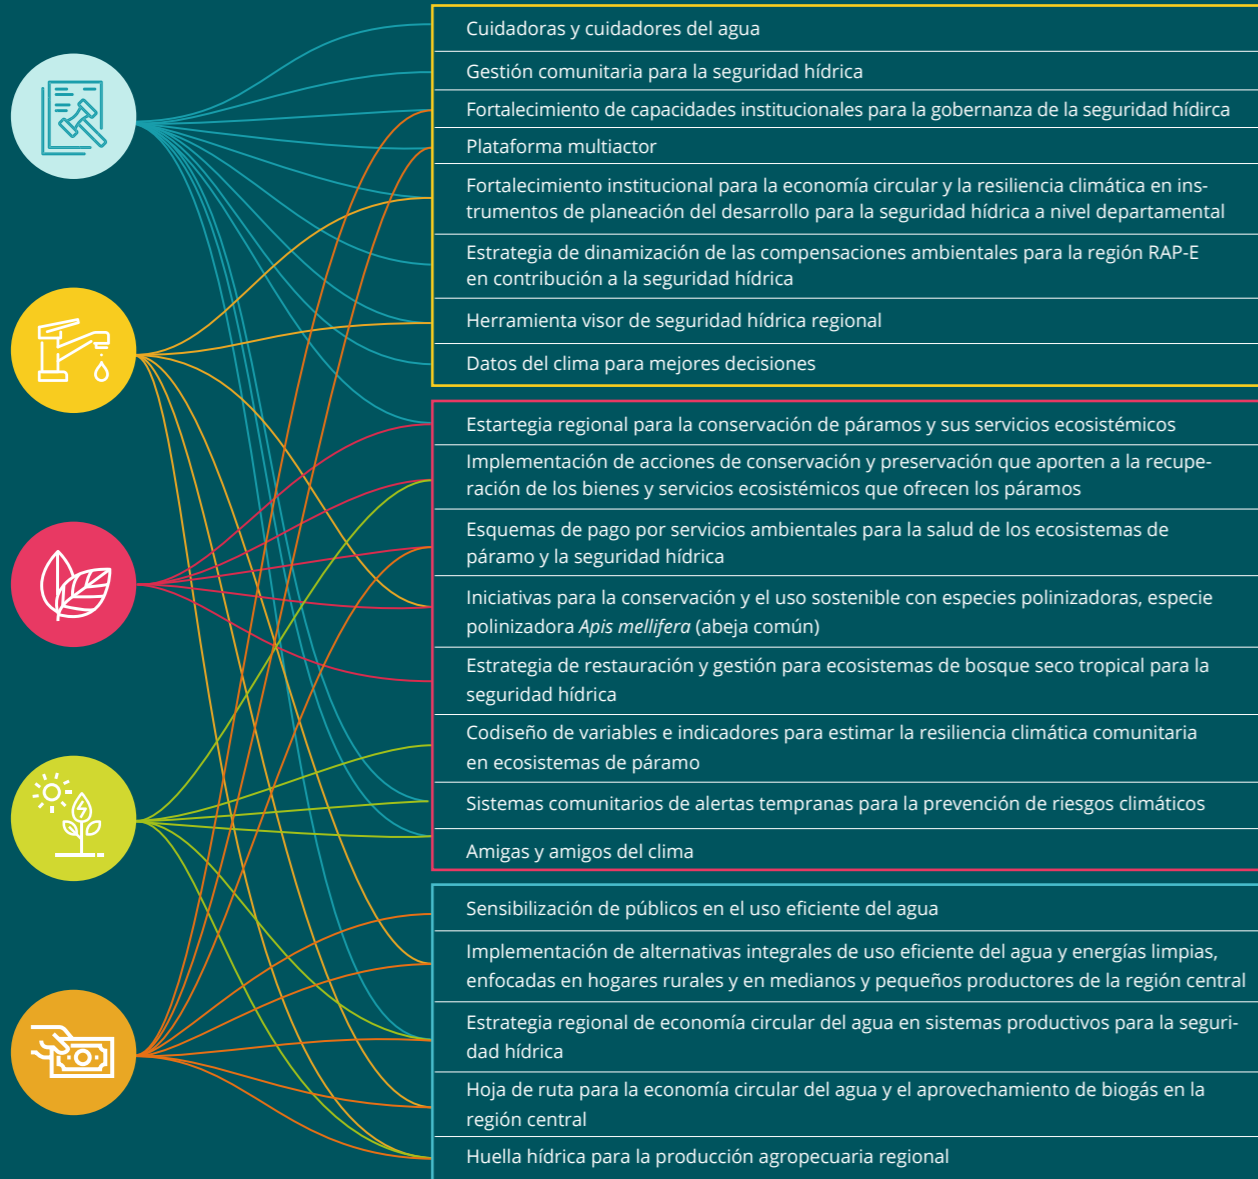 Cuidadoras y cuidadores del agua
Gestión comunitaria para la seguridad hídrica
Fortalecimiento de capacidades institucionales para la gobernanza de la seguridad hídirca
Plataforma multiactor
Fortalecimiento institucional para la economía circular y la resiliencia climática en ins-
trumentos de planeación del desarrollo para la seguridad hídrica a nivel departamental
Estrategia de dinamización de las compensaciones ambientales para la región RAP-E
en contribución a la seguridad hídrica
Herramienta visor de seguridad hídrica regional
Datos del clima para mejores decisiones
Estartegia regional para la conservación de páramos y sus servicios ecosistémicos
Implementación de acciones de conservación y preservación que aporten a la recupe-
ración de los bienes y servicios ecosistémicos que ofrecen los páramos
Esquemas de pago por servicios ambientales para la salud de los ecosistemas de
páramo y la seguridad hídrica
Iniciativas para la conservación y el uso sostenible con especies polinizadoras, especie
polinizadora Apis mellifera (abeja común)
Estrategia de restauración y gestión para ecosistemas de bosque seco tropical para la
seguridad hídrica
Codiseño de variables e indicadores para estimar la resiliencia climática comunitaria
en ecosistemas de páramo
Sistemas comunitarios de alertas tempranas para la prevención de riesgos climáticos
Amigas y amigos del clima
Sensibilización de públicos en el uso eficiente del agua
Implementación de alternativas integrales de uso eficiente del agua y energías limpias,
enfocadas en hogares rurales y en medianos y pequeños productores de la región central
Estrategia regional de economía circular del agua en sistemas productivos para la seguri-
dad hídrica
Hoja de ruta para la economía circular del agua y el aprovechamiento de biogás en la
región central
Huella hídrica para la producción agropecuaria regional